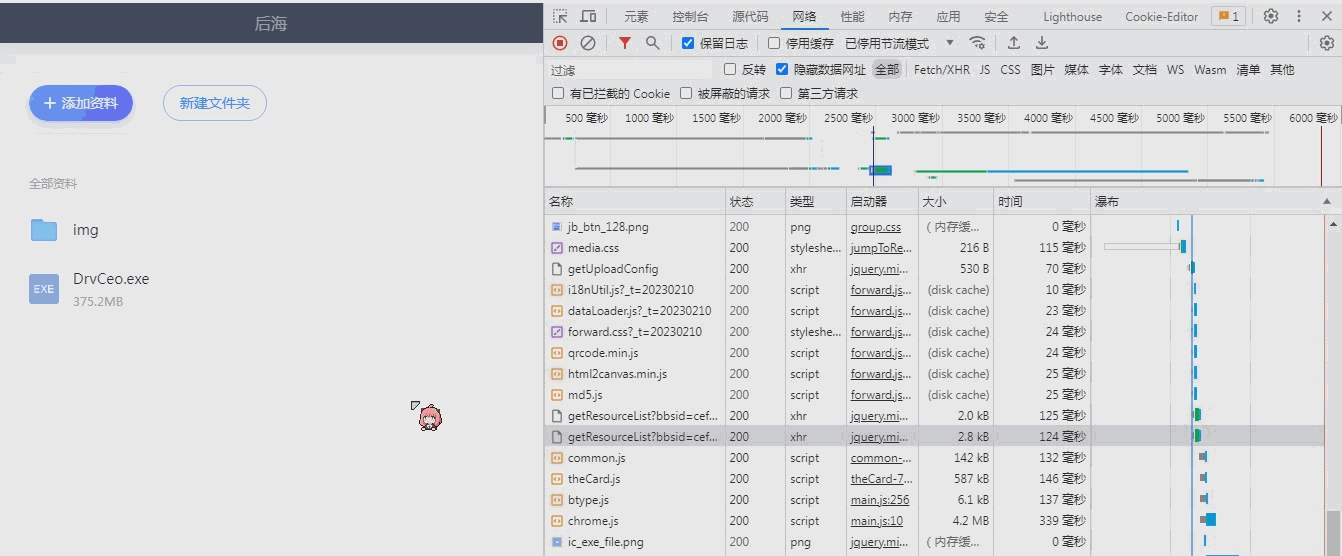 后海
+ 添加资料
新建文件夹
全部资料
img
EXE
DrvCeo.exe
375.2MB
元素 控制台 源代码 网络 性能 内存 应用 安全 Lighthouse Cookie-Editor 1
保留日志 停用缓存 已停用节流模式
过滤 反转 隐藏数据网址 全部 Fetch/XHR JS CSS 图片 媒体 字体 文档 WS Wasm 清单 其他
有已拦截的 Cookie 被屏蔽的请求 第三方请求
500 毫秒 1000 毫秒 1500 毫秒 2000 毫秒 2500 毫秒 3000 毫秒 3500 毫秒 4000 毫秒 4500 毫秒 5000 毫秒 5500 毫秒 6000 毫秒
名称 状态 类型 启动器 大小 时间 瀑布
jb_btn_128.png 200 png group.css ( 内存缓... 0 毫秒
media.css 200 styleshe... jumpToRe... 216 B 115 毫秒
getUploadConfig 200 xhr jquery.mi... 530 B 70 毫秒
i18nUtil.js?_t=20230210 200 script forward.js... (disk cache) 10 毫秒
dataLoader.js?_t=20230210 200 script forward.js... (disk cache) 23 毫秒
forward.css?_t=20230210 200 styleshe... forward.js... (disk cache) 24 毫秒
qrcode.min.js 200 script forward.js... (disk cache) 24 毫秒
html2canvas.min.js 200 script forward.js... (disk cache) 25 毫秒
md5.js 200 script forward.js... (disk cache) 25 毫秒
getResourceList?bbsid=cef... 200 xhr jquery.mi... 2.0 kB 125 毫秒
getResourceList?bbsid=cef... 200 xhr jquery.mi... 2.8 kB 124 毫秒
common.js 200 script common-... 142 kB 132 毫秒
theCard.js 200 script theCard-7... 587 kB 146 毫秒
btype.js 200 script main.js:256 6.1 kB 137 毫秒
chrome.js 200 script main.js:10 4.2 MB 339 毫秒
ic_exe_file.png 200 png jquery.mi... ( 内存缓... 0 毫秒